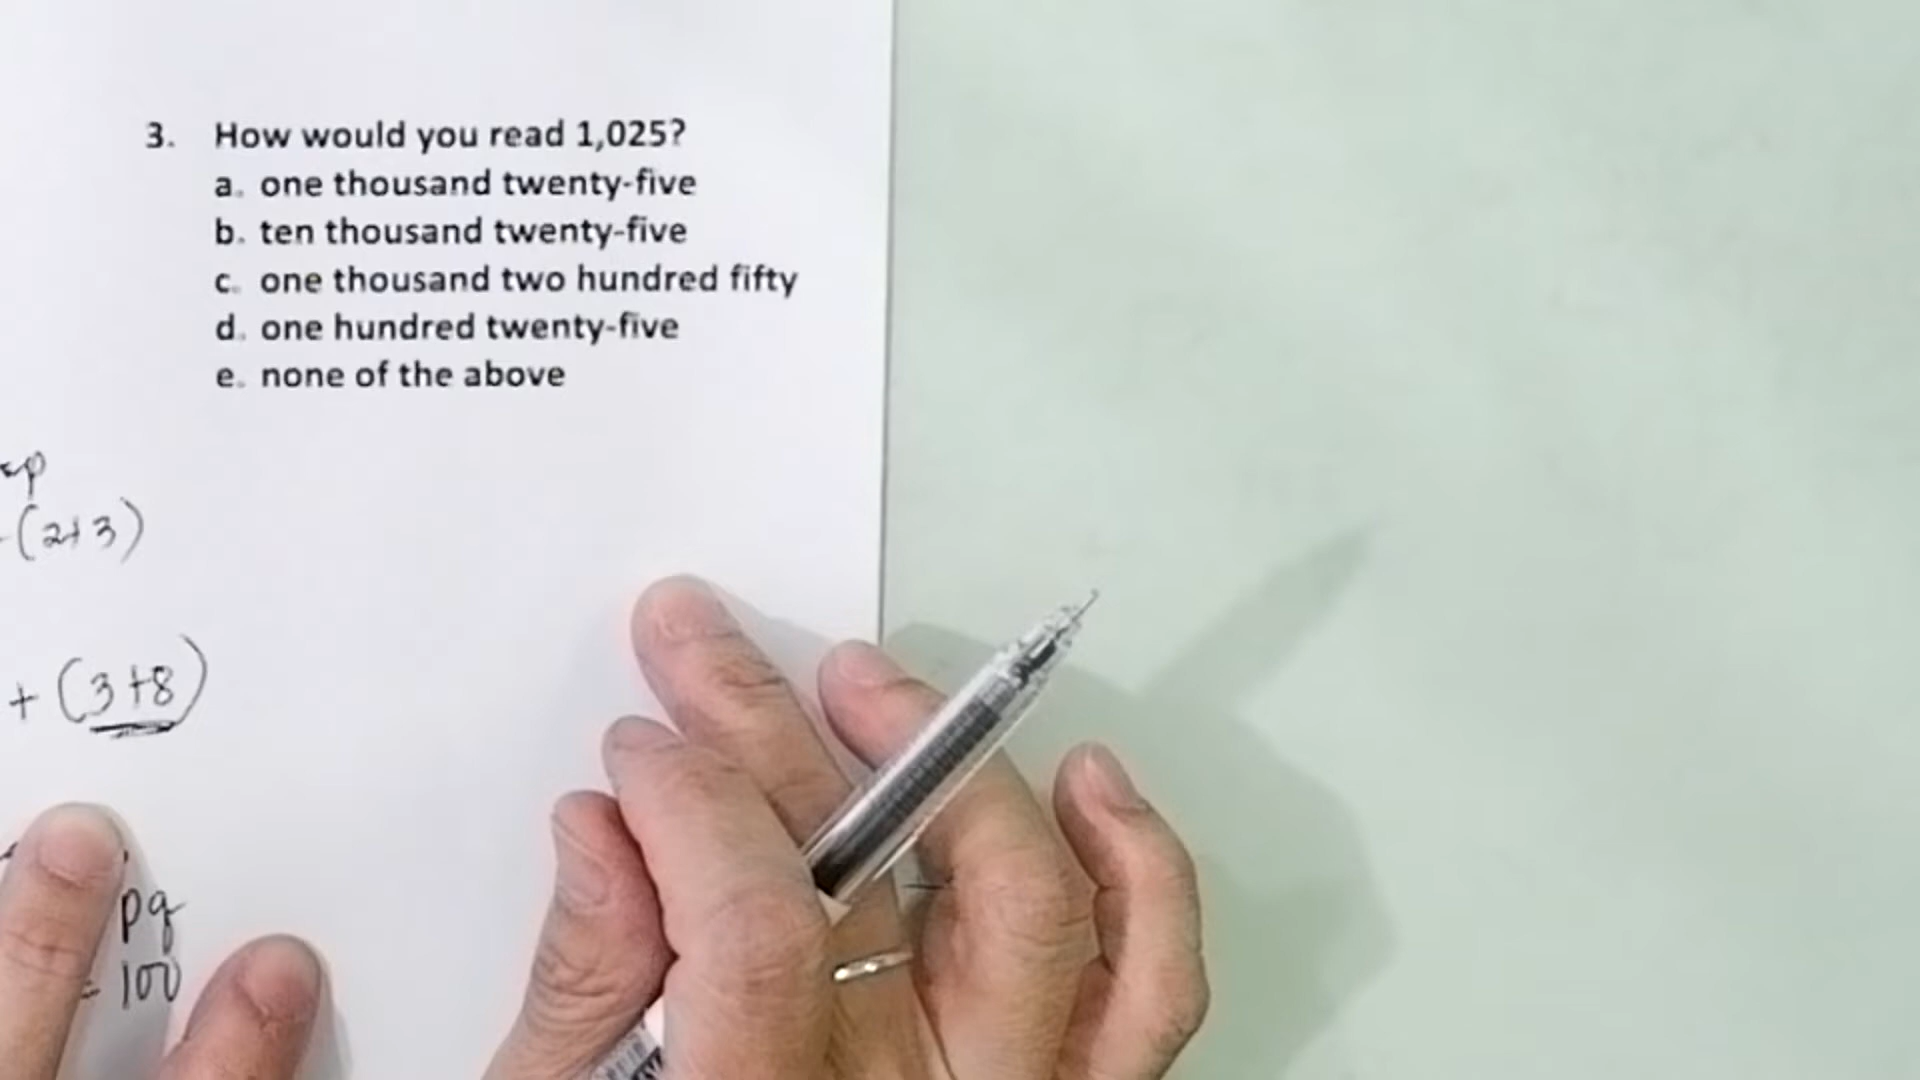 3. How would you read 1,025?
a. one thousand twenty-five
b. ten thousand twenty-five
c. one thousand two hundred fifty
d. one hundred twenty-five
e. none of the above
(2+3)
+ (3+8)
pq
= 100